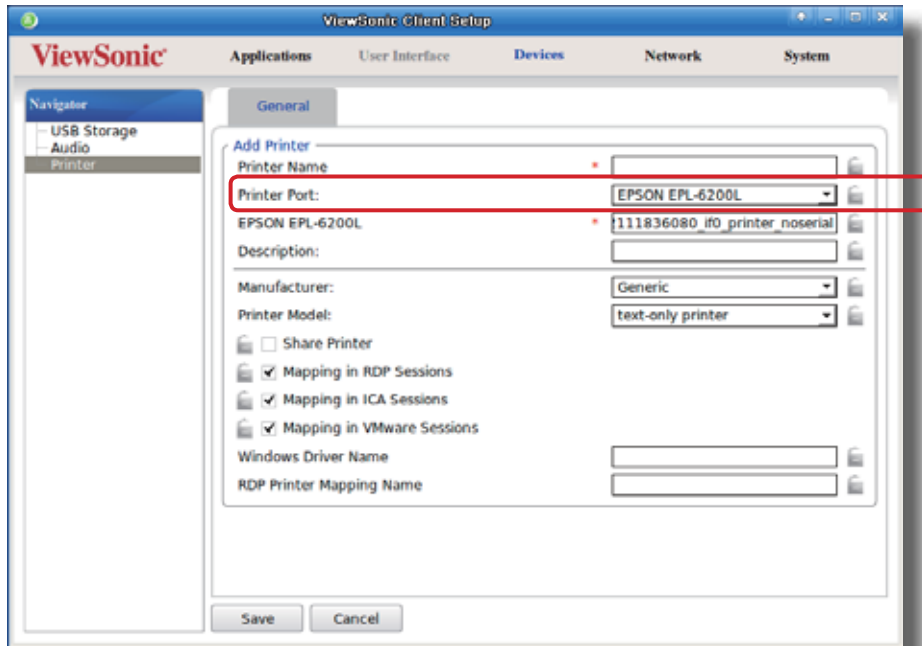 ViewSonic Client Setup
ViewSonic® Applications User Interface Devices Network System
Navigator
USB Storage
Audio
Printer
General
Add Printer
Printer Name *
Printer Port: EPSON EPL-6200L
EPSON EPL-6200L * 111836080_if0_printer_noserial
Description:
Manufacturer: Generic
Printer Model: text-only printer
Share Printer
Mapping in RDP Sessions
Mapping in ICA Sessions
Mapping in VMware Sessions
Windows Driver Name
RDP Printer Mapping Name
Save Cancel